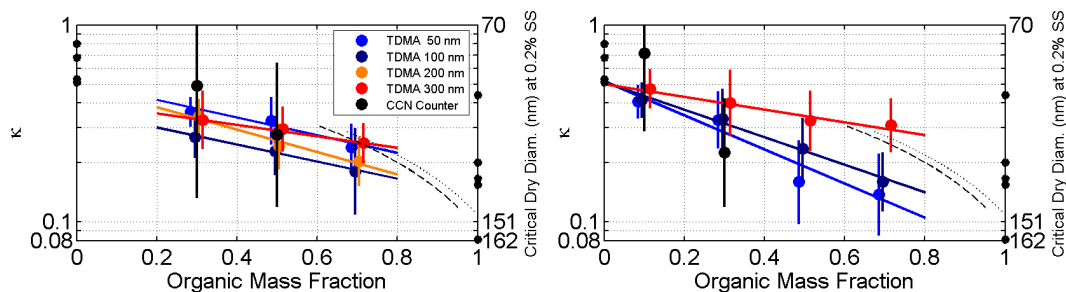 1
0.1
0.08
κ
0 0.2 0.4 0.6 0.8 1
Organic Mass Fraction
70
151
162
Critical Dry Diam. (nm) at 0.2% SS
TDMA 50 nm
TDMA 100 nm
TDMA 200 nm
TDMA 300 nm
CCN Counter
1
0.1
0.08
κ
0 0.2 0.4 0.6 0.8 1
Organic Mass Fraction
70
151
162
Critical Dry Diam. (nm) at 0.2% SS